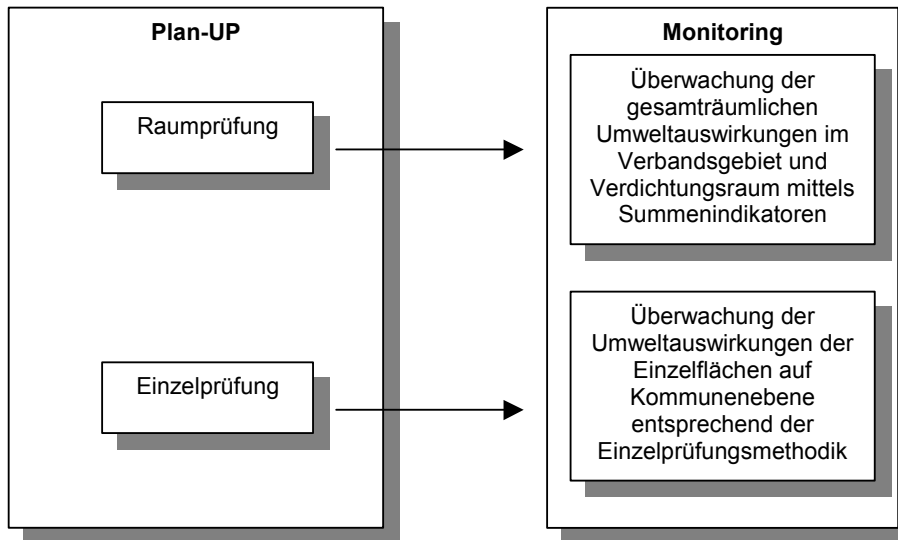 Plan-UP
Raumprüfung
Einzelprüfung
Monitoring
Überwachung der
gesamträumlichen
Umweltauswirkungen im
Verbandsgebiet und
Verdichtungsraum mittels
Summenindikatoren
Überwachung der
Umweltauswirkungen der
Einzelflächen auf
Kommunenebene
entsprechend der
Einzelprüfungsmethodik